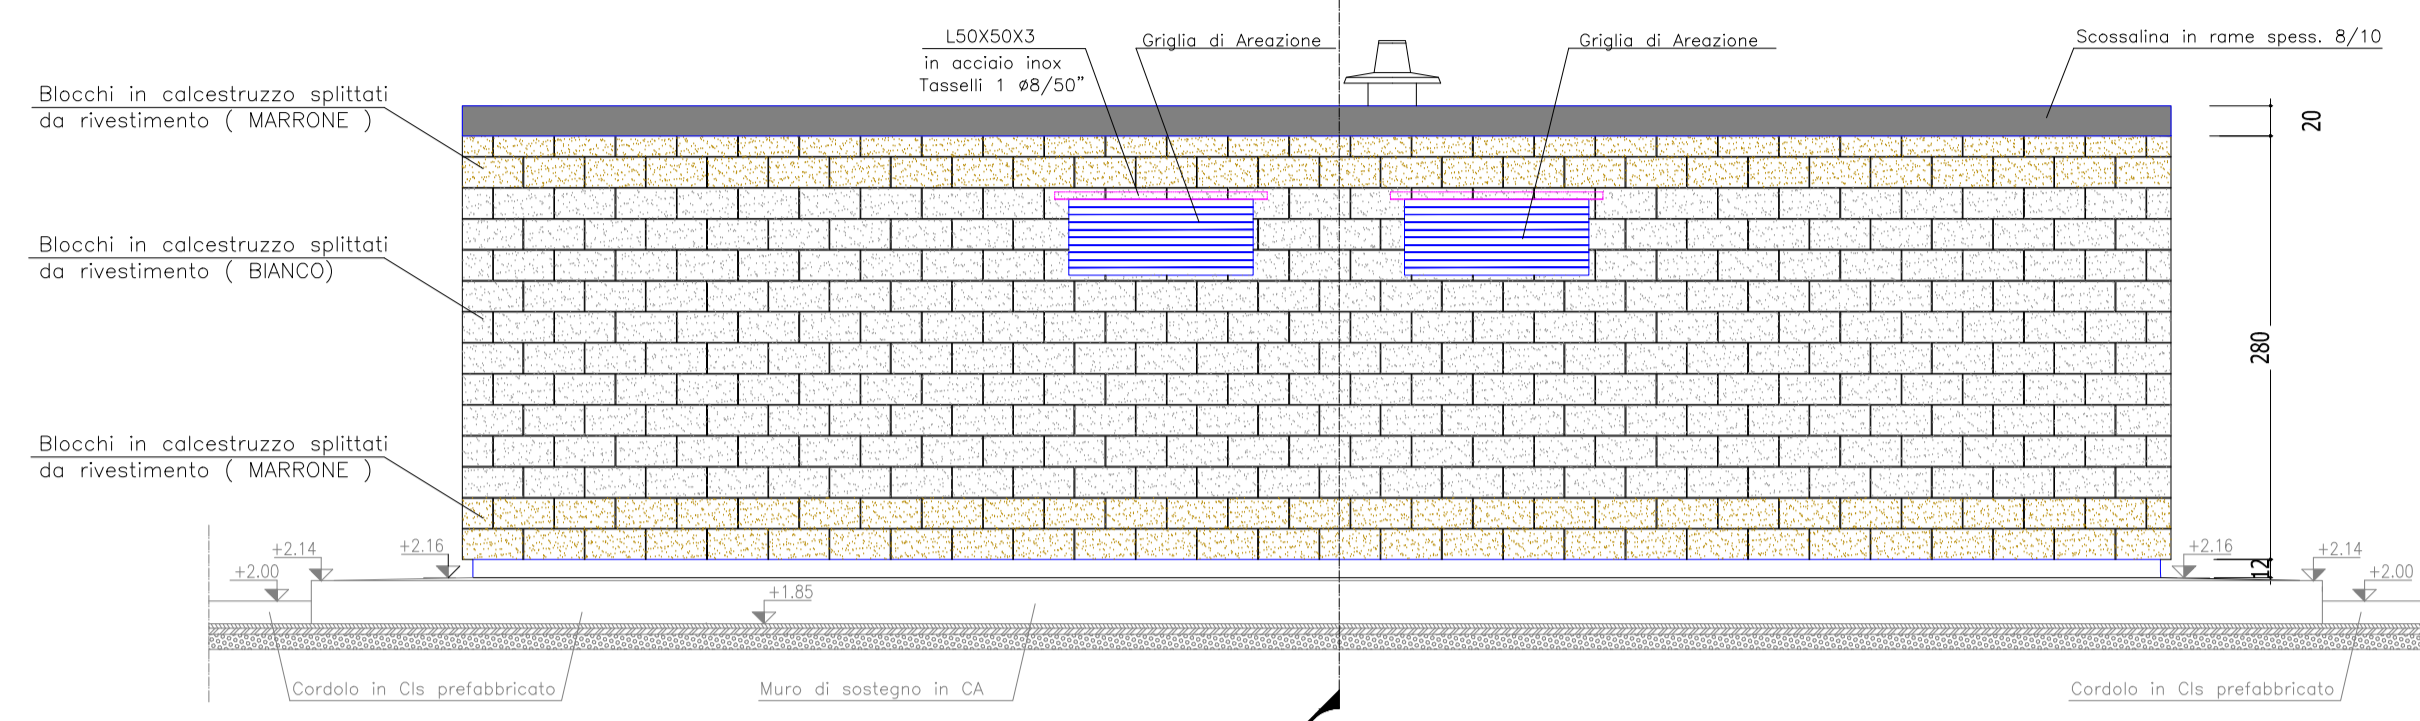 L50X50X3
in acciaio inox
Tasselli 1 ø8/50"
Griglia di Areazione
Griglia di Areazione
Scossalina in rame spess. 8/10
Blocchi in calcestruzzo splittati
da rivestimento ( MARRONE )
20
Blocchi in calcestruzzo splittati
da rivestimento ( BIANCO)
280
Blocchi in calcestruzzo splittati
da rivestimento ( MARRONE )
+2.14
+2.16
+2.00
+1.85
+2.16
+2.14
+2.00
12
Cordolo in Cls prefabbricato
Muro di sostegno in CA
Cordolo in Cls prefabbricato